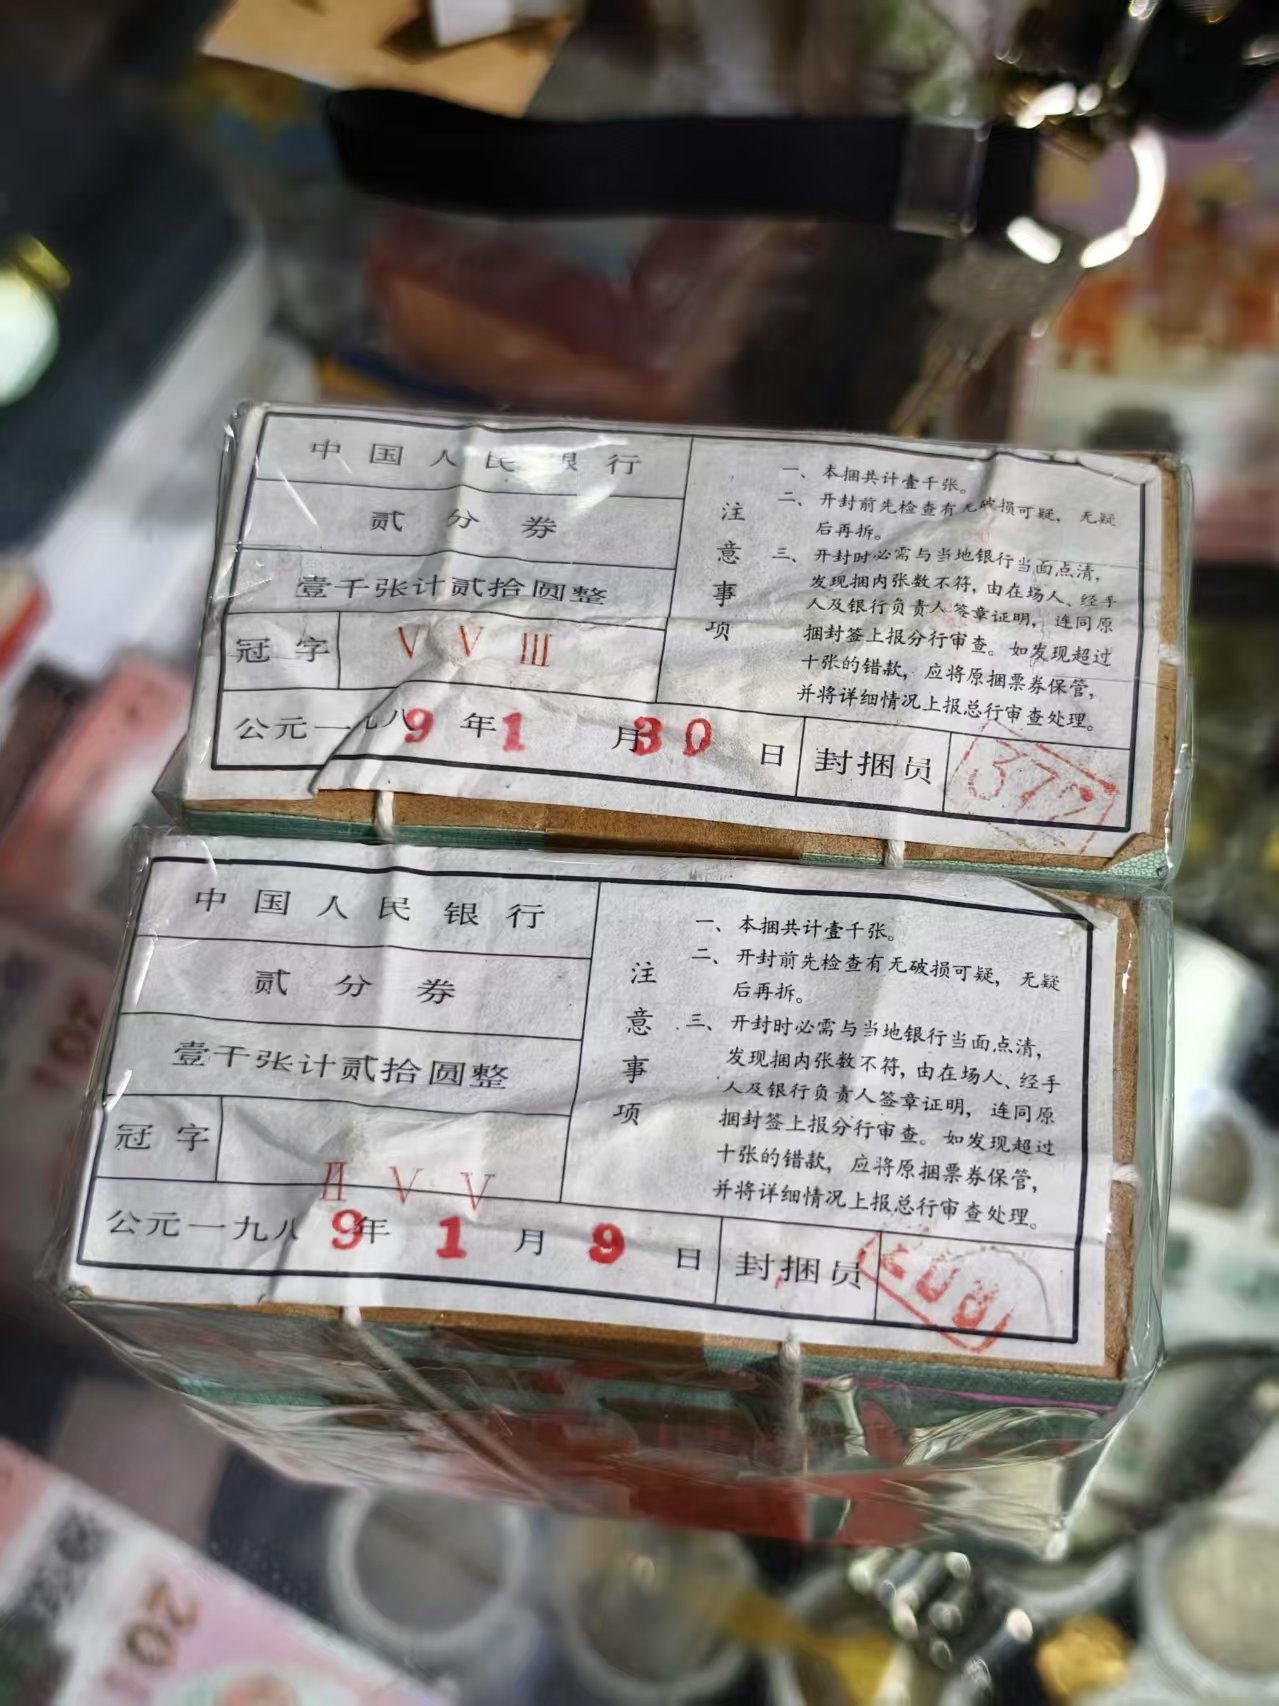 中国人民银行
贰分券
壹千张计贰拾圆整
冠字 V V III
公元一九八9年1月30日 封捆员
注意事项
一、本捆共计壹千张。
二、开封前先检查有无破损可疑，无疑
后再拆。
三、开封时必需与当地银行当面点清，
发现捆内张数不符，由在场人、经手
人及银行负责人签章证明，连同原
捆封签上报分行审查。如发现超过
十张的错款，应将原捆票券保管，
并将详细情况上报总行审查处理。
中国人民银行
贰分券
壹千张计贰拾圆整
冠字 II V V
公元一九八9年1月9日 封捆员
注意事项
一、本捆共计壹千张。
二、开封前先检查有无破损可疑，无疑
后再拆。
三、开封时必需与当地银行当面点清，
发现捆内张数不符，由在场人、经手
人及银行负责人签章证明，连同原
捆封签上报分行审查。如发现超过
十张的错款，应将原捆票券保管，
并将详细情况上报总行审查处理。
20
20